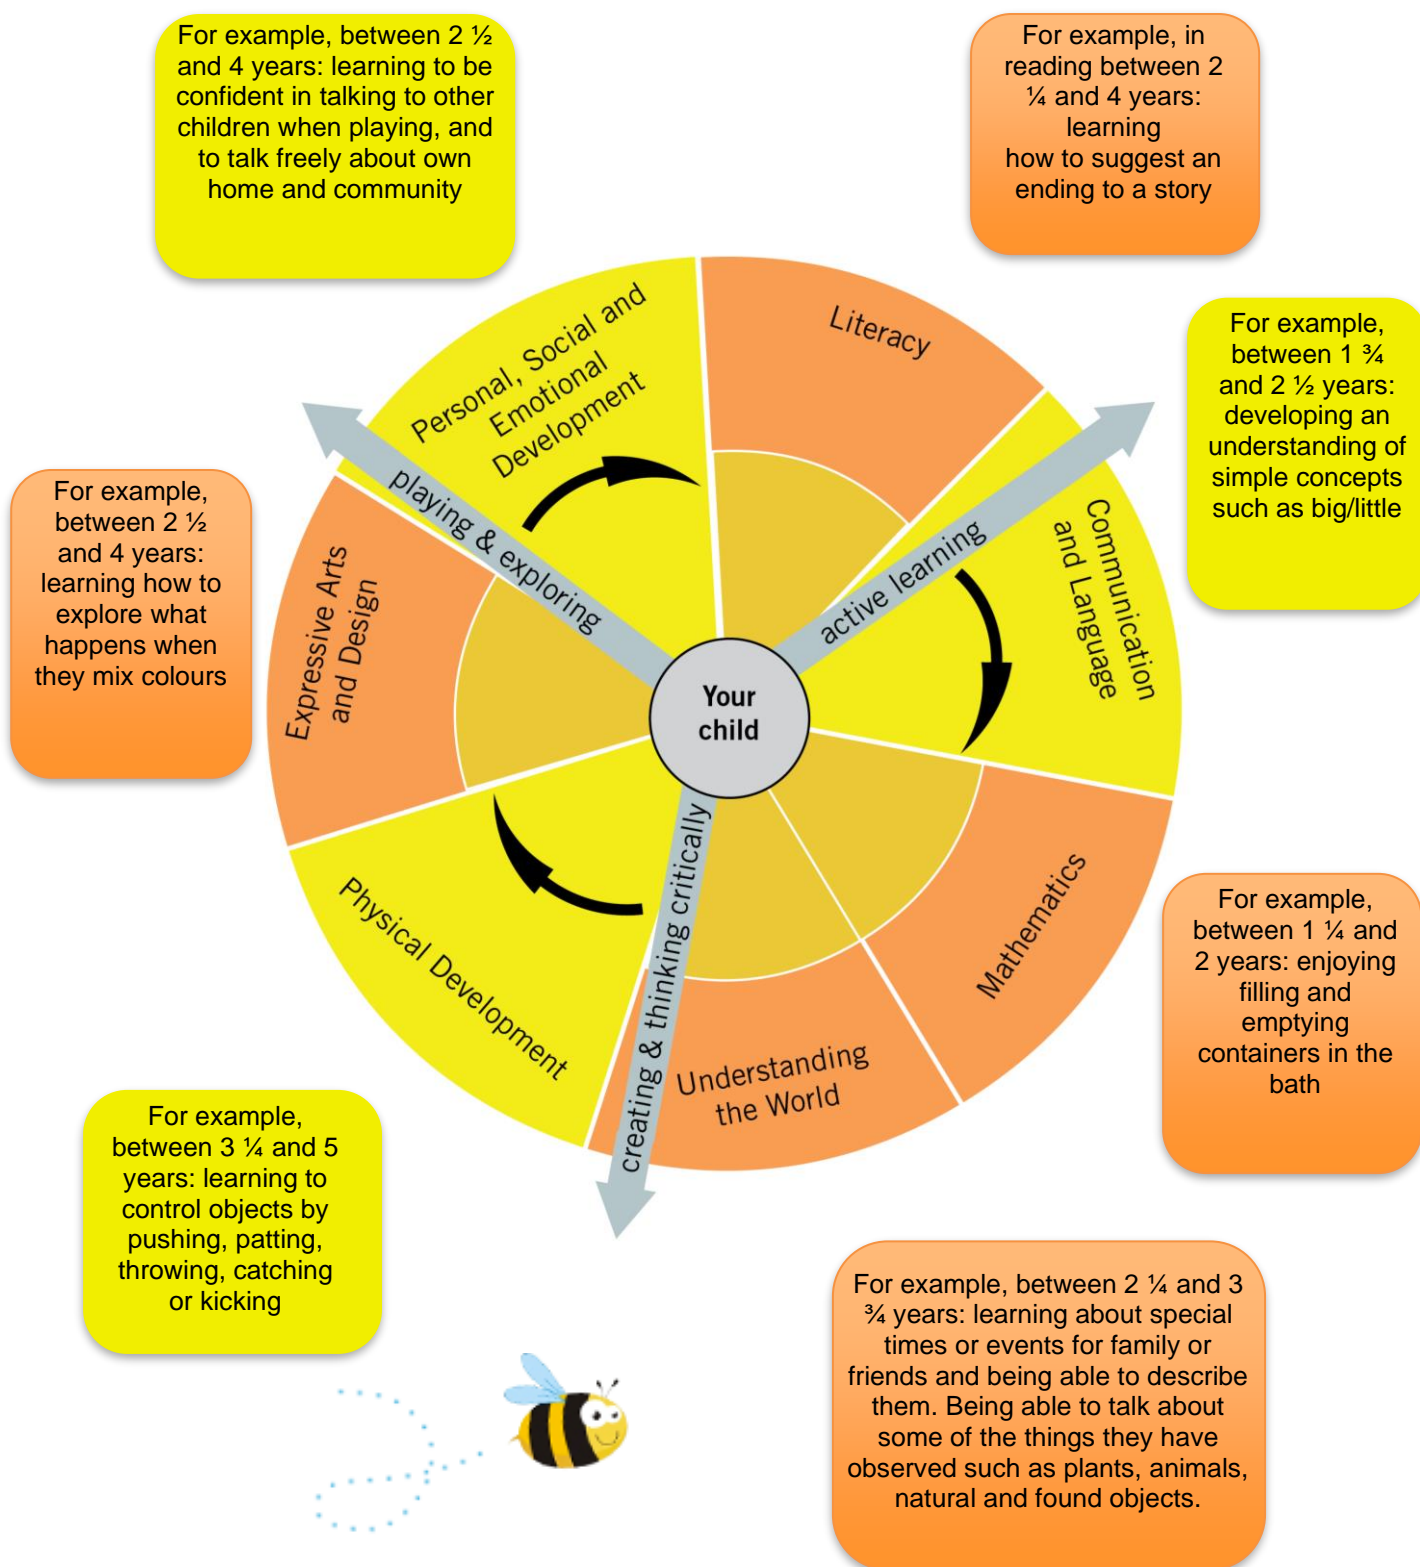 For example, between 2 ½
and 4 years: learning to be
confident in talking to other
children when playing, and
to talk freely about own
home and community
For example, in
reading between 2
¼ and 4 years:
learning
how to suggest an
ending to a story
For example,
between 1 ¾
and 2 ½ years:
developing an
understanding of
simple concepts
such as big/little
For example,
between 2 ½
and 4 years:
learning how to
explore what
happens when
they mix colours
Personal, Social and
Emotional
Development
Literacy
Communication
and Language
Mathematics
Understanding
the World
Physical Development
Expressive Arts
and Design
playing & exploring
active learning
creating & thinking critically
Your
child
For example,
between 1 ¼ and
2 years: enjoying
filling and
emptying
containers in the
bath
For example,
between 3 ¼ and 5
years: learning to
control objects by
pushing, patting,
throwing, catching
or kicking
For example, between 2 ¼ and 3
¾ years: learning about special
times or events for family or
friends and being able to describe
them. Being able to talk about
some of the things they have
observed such as plants, animals,
natural and found objects.